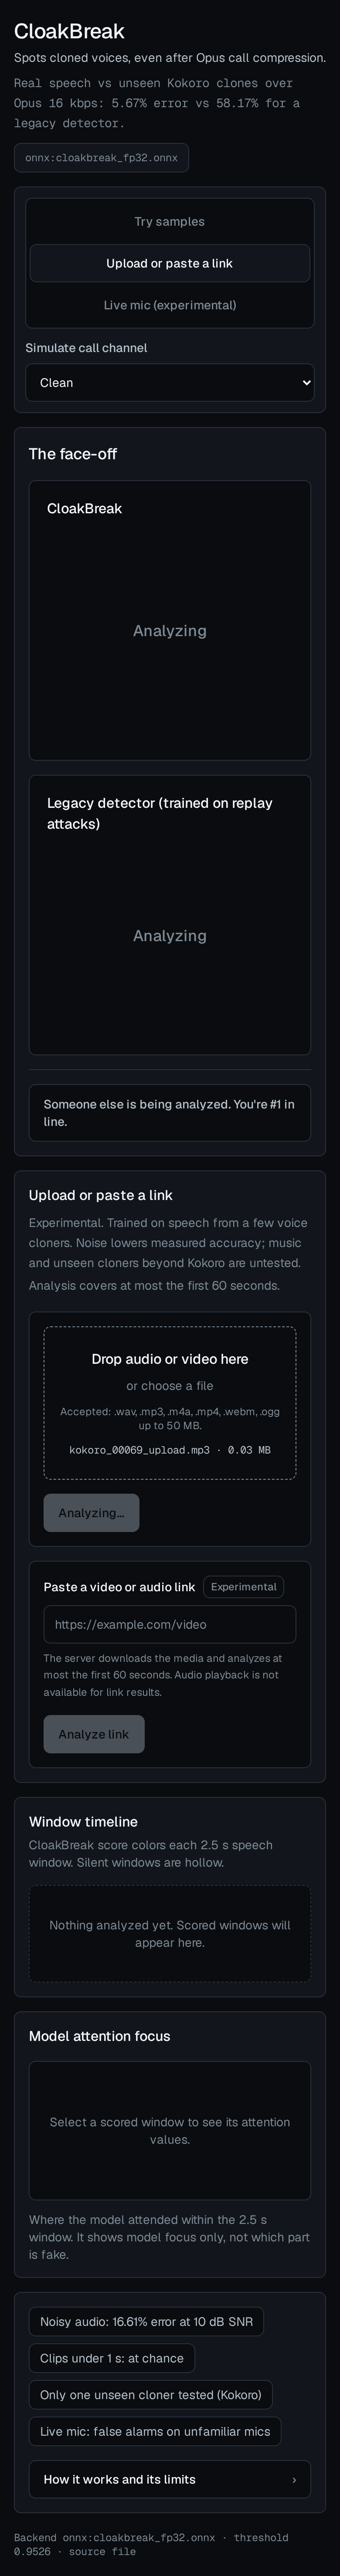 CloakBreak
Spots cloned voices, even after Opus call compression.
Real speech vs unseen Kokoro clones over
Opus 16 kbps: 5.67% error vs 58.17% for a
legacy detector.
onnx:cloakbreak_fp32.onnx
Try samples
Upload or paste a link
Live mic (experimental)
Simulate call channel
Clean
The face-off
CloakBreak
Analyzing
Legacy detector (trained on replay
attacks)
Analyzing
Someone else is being analyzed. You're #1 in
line.
Upload or paste a link
Experimental. Trained on speech from a few voice
cloners. Noise lowers measured accuracy; music
and unseen cloners beyond Kokoro are untested.
Analysis covers at most the first 60 seconds.
Drop audio or video here
or choose a file
Accepted: .wav, .mp3, .m4a, .mp4, .webm, .ogg
up to 50 MB.
kokoro_00069_upload.mp3 · 0.03 MB
Analyzing…
Paste a video or audio link Experimental
https://example.com/video
The server downloads the media and analyzes at
most the first 60 seconds. Audio playback is not
available for link results.
Analyze link
Window timeline
CloakBreak score colors each 2.5 s speech
window. Silent windows are hollow.
Nothing analyzed yet. Scored windows will
appear here.
Model attention focus
Select a scored window to see its attention
values.
Where the model attended within the 2.5 s
window. It shows model focus only, not which part
is fake.
Noisy audio: 16.61% error at 10 dB SNR
Clips under 1 s: at chance
Only one unseen cloner tested (Kokoro)
Live mic: false alarms on unfamiliar mics
How it works and its limits ›
Backend onnx:cloakbreak_fp32.onnx · threshold
0.9526 · source file